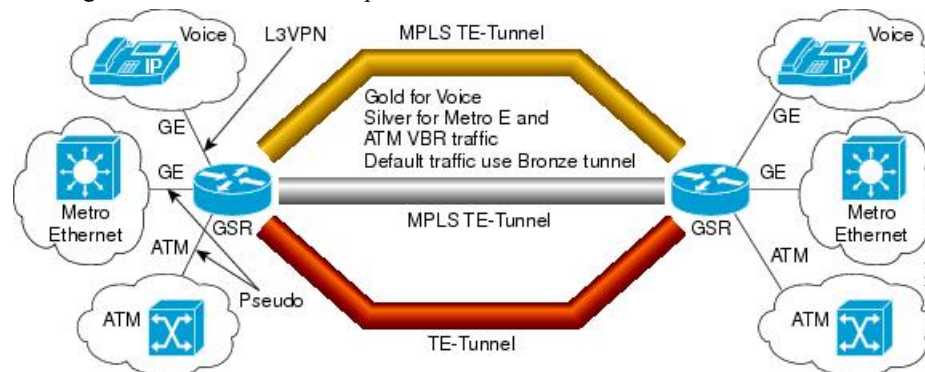 Voice
L3VPN
MPLS TE-Tunnel
Voice
IP
IP
Gold for Voice
Silver for Metro E and
ATM VBR traffic
Default traffic use Bronze tunnel
GE
GE
GE
GE
Metro
Ethernet
GSR
MPLS TE-Tunnel
GSR
Metro
Ethernet
ATM
ATM
Pseudo
ATM
ATM
TE-Tunnel